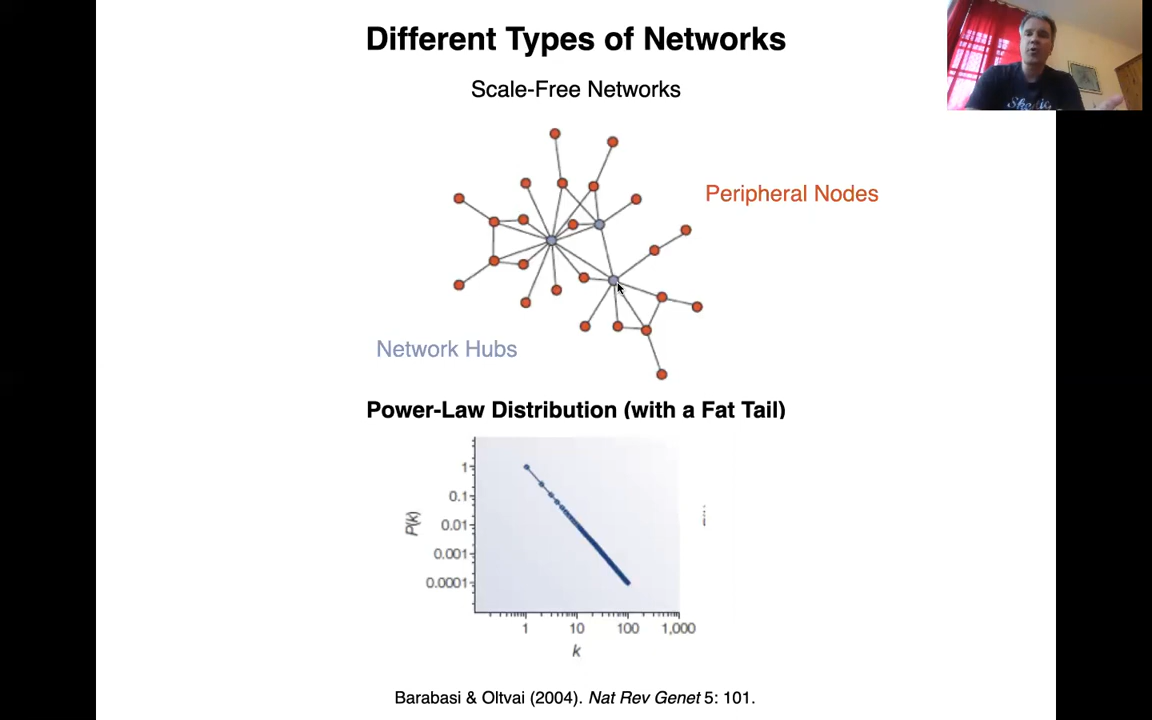 Different Types of Networks
Scale-Free Networks
Peripheral Nodes
Network Hubs
Power-Law Distribution (with a Fat Tail)
1
0.1
P(k)
0.01
0.001
0.0001
1 10 100 1,000
k
Barabasi & Oltvai (2004). Nat Rev Genet 5: 101.